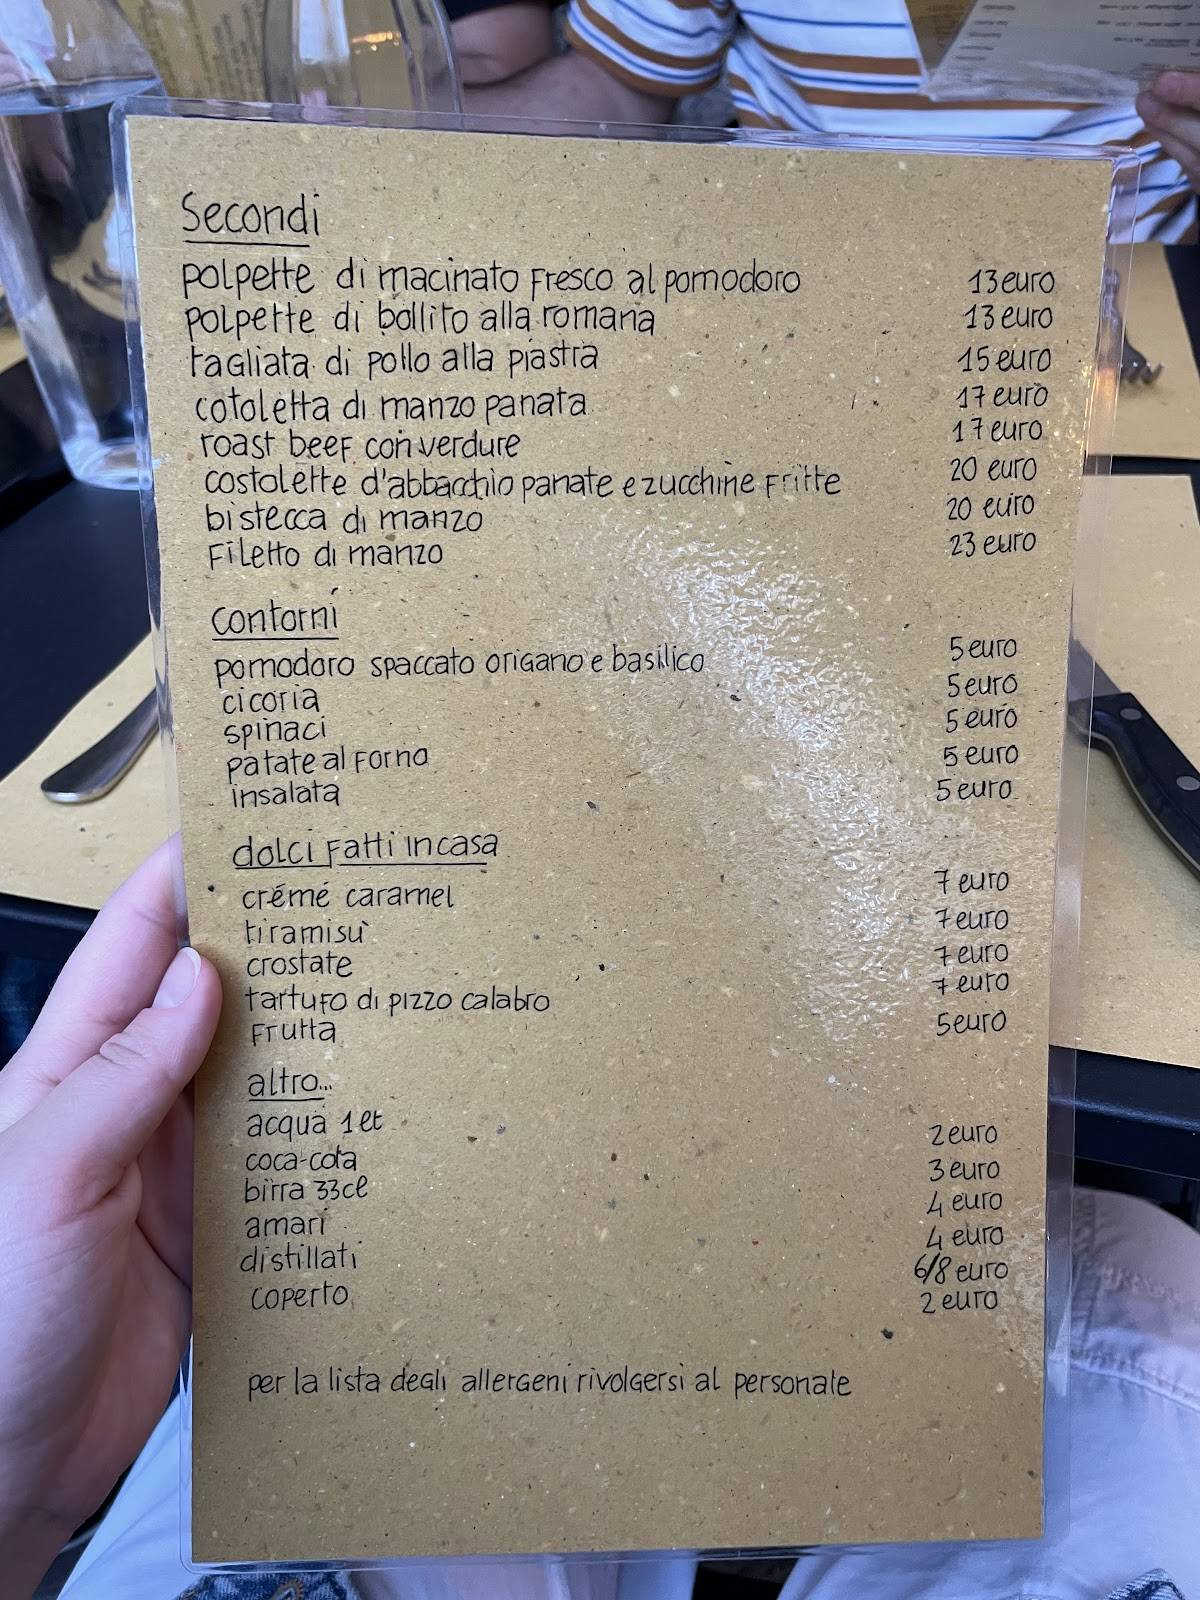 Secondi
polpette di macinato fresco al pomodoro 13 euro
polpette di bollito alla romana 13 euro
tagliata di pollo alla piastra 15 euro
cotoletta di manzo panata 17 euro
roast beef con verdure 17 euro
costolette d'abbacchio panate e zucchine fritte 20 euro
bistecca di manzo 20 euro
filetto di manzo 23 euro
contorni
pomodoro spaccato origano e basilico 5 euro
cicoria 5 euro
spinaci 5 euro
patate al forno 5 euro
insalata 5 euro
dolci fatti in casa
crémé caramel 7 euro
tiramisù 7 euro
crostate 7 euro
tartufo di pizzo calabro 7 euro
frutta 5 euro
altro...
acqua 1 lt 2 euro
coca-cola 3 euro
birra 33cl 4 euro
amari 4 euro
distillati 6/8 euro
coperto 2 euro
per la lista degli allergeni rivolgersi al personale